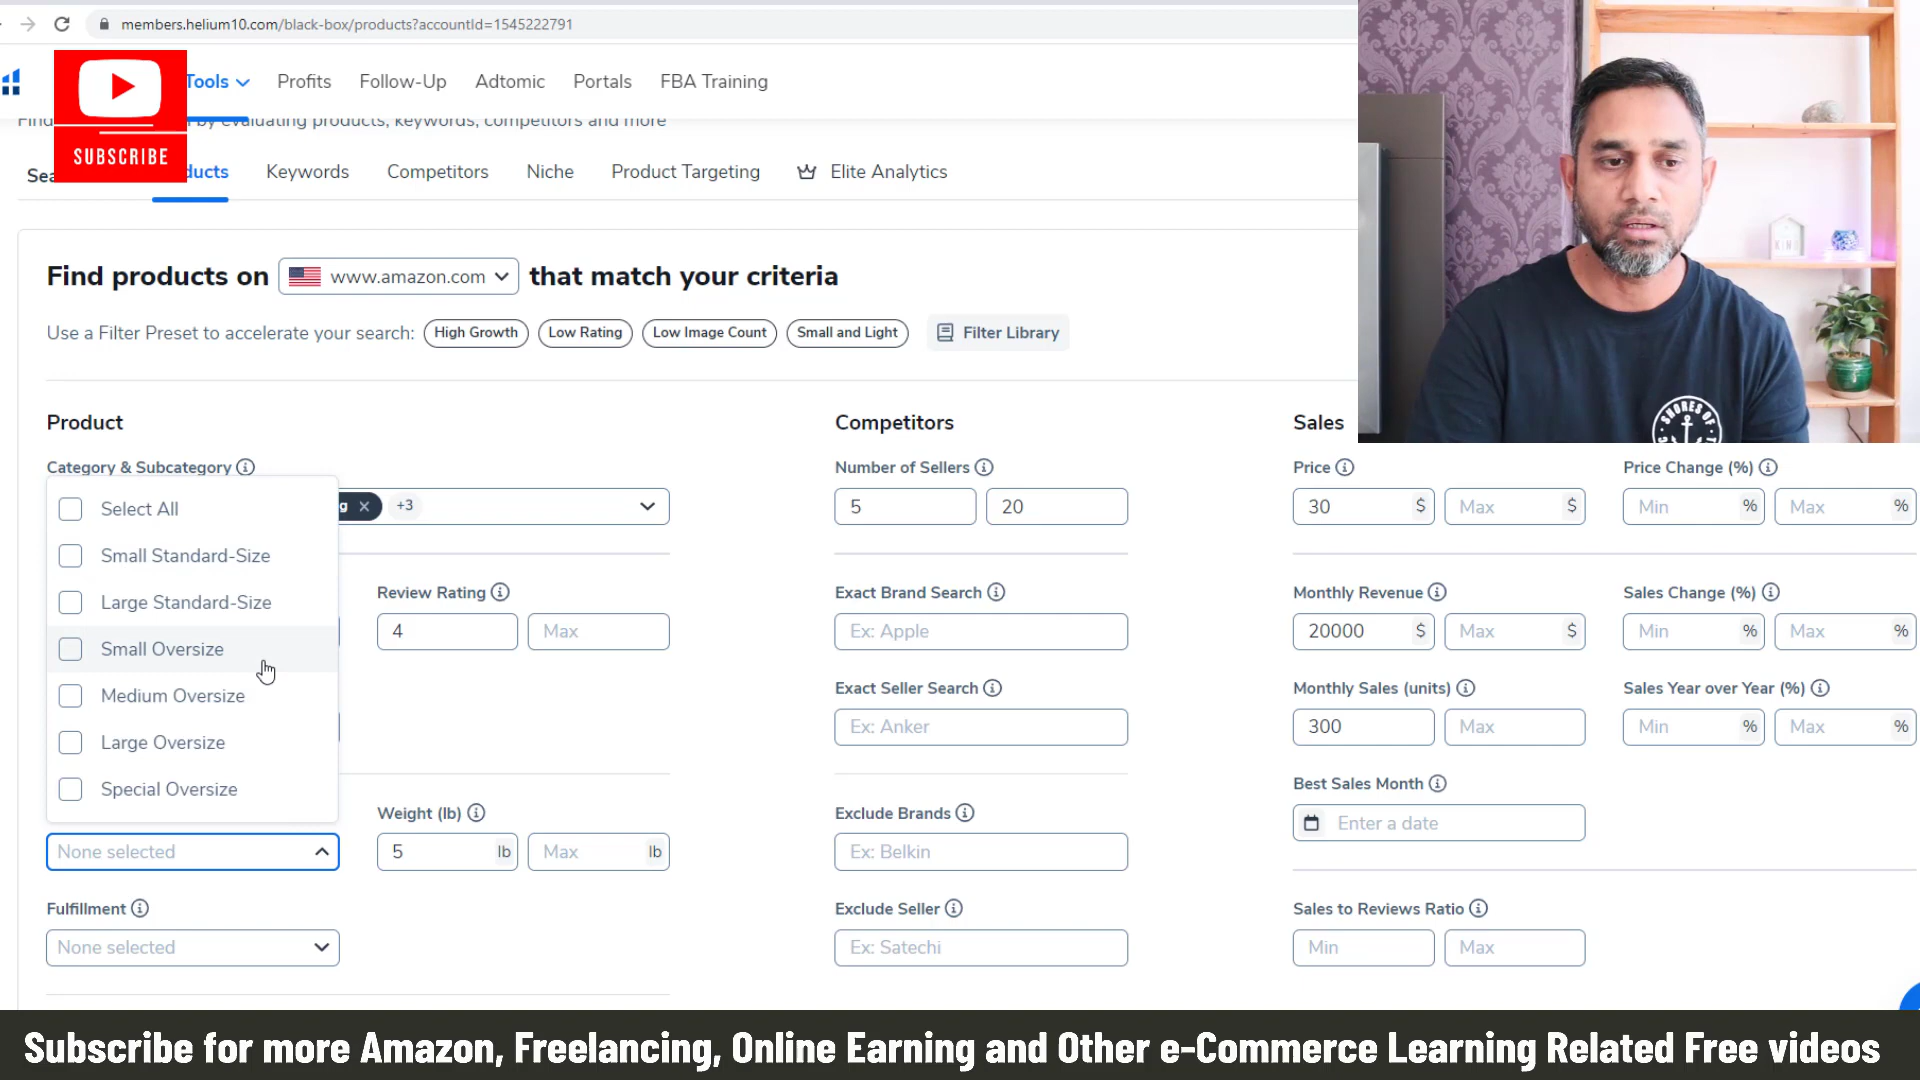 members.helium10.com/black-box/products?accountId=1545222791
Tools
Profits
Follow-Up
Adtomic
Portals
FBA Training
SUBSCRIBE
by evaluating products, keywords, competitors and more
Keywords
Competitors
Niche
Product Targeting
Elite Analytics
Find products on
www.amazon.com
that match your criteria
Use a Filter Preset to accelerate your search:
High Growth
Low Rating
Low Image Count
Small and Light
Filter Library
SHORES OF
Product
Competitors
Sales
Category & Subcategory
Number of Sellers
Price
Price Change (%)
g
+3
5
20
30 $
Max $
Min %
Max %
Select All
Small Standard-Size
Large Standard-Size
Small Oversize
Medium Oversize
Large Oversize
Special Oversize
Review Rating
Exact Brand Search
Monthly Revenue
Sales Change (%)
4
Max
Ex: Apple
20000 $
Max $
Min %
Max %
Exact Seller Search
Monthly Sales (units)
Sales Year over Year (%)
Ex: Anker
300
Max
Min %
Max %
Best Sales Month
Enter a date
Weight (lb)
Exclude Brands
None selected
5 lb
Max lb
Ex: Belkin
Fulfillment
Exclude Seller
Sales to Reviews Ratio
None selected
Ex: Satechi
Min
Max
Subscribe for more Amazon, Freelancing, Online Earning and Other e-Commerce Learning Related Free videos